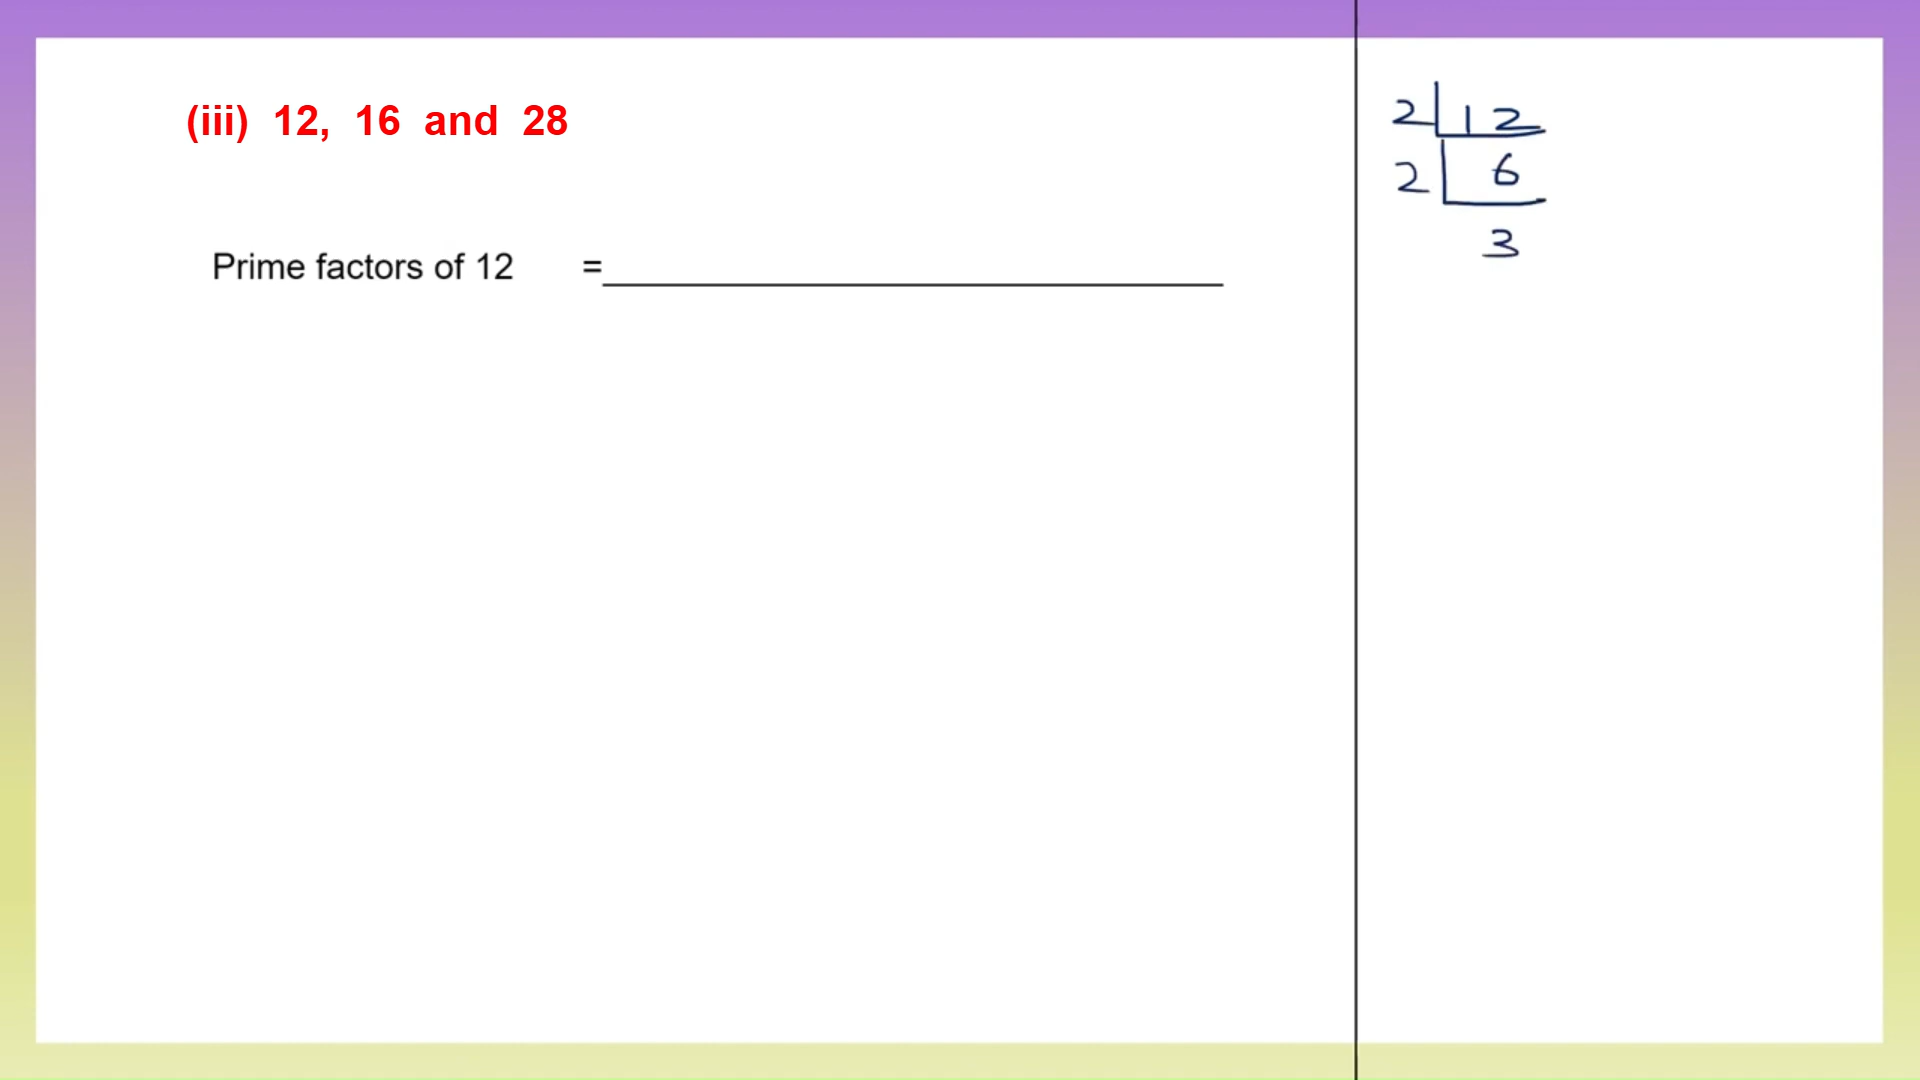 (iii) 12, 16 and 28
Prime factors of 12 =
2 12
2 6
3